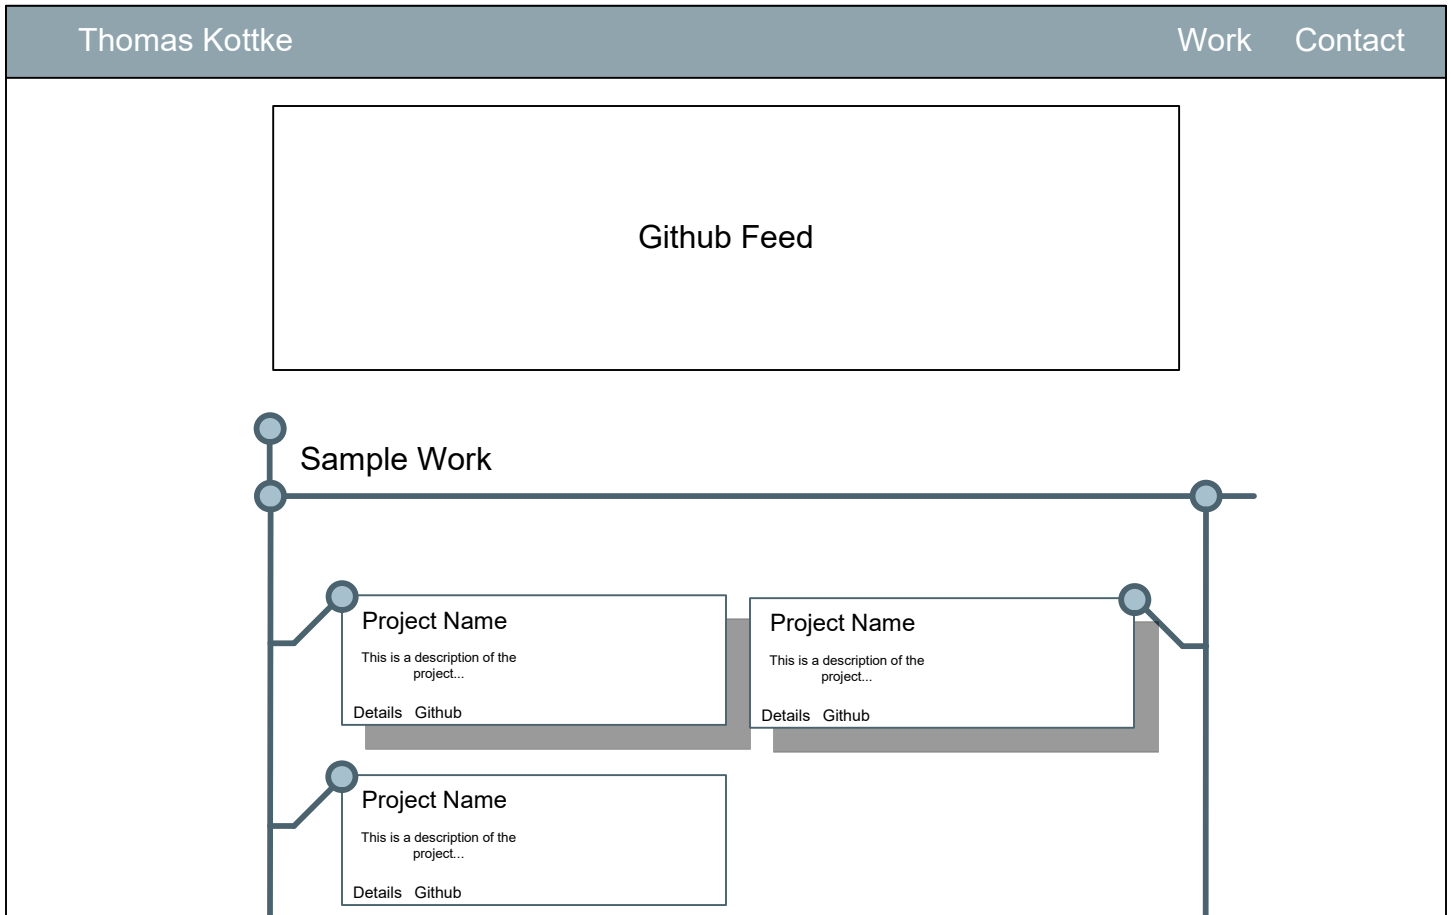 Thomas Kottke
Work
Contact
Github Feed
Sample Work
Project Name
This is a description of the
project...
Details Github
Project Name
This is a description of the
project...
Details Github
Project Name
This is a description of the
project...
Details Github